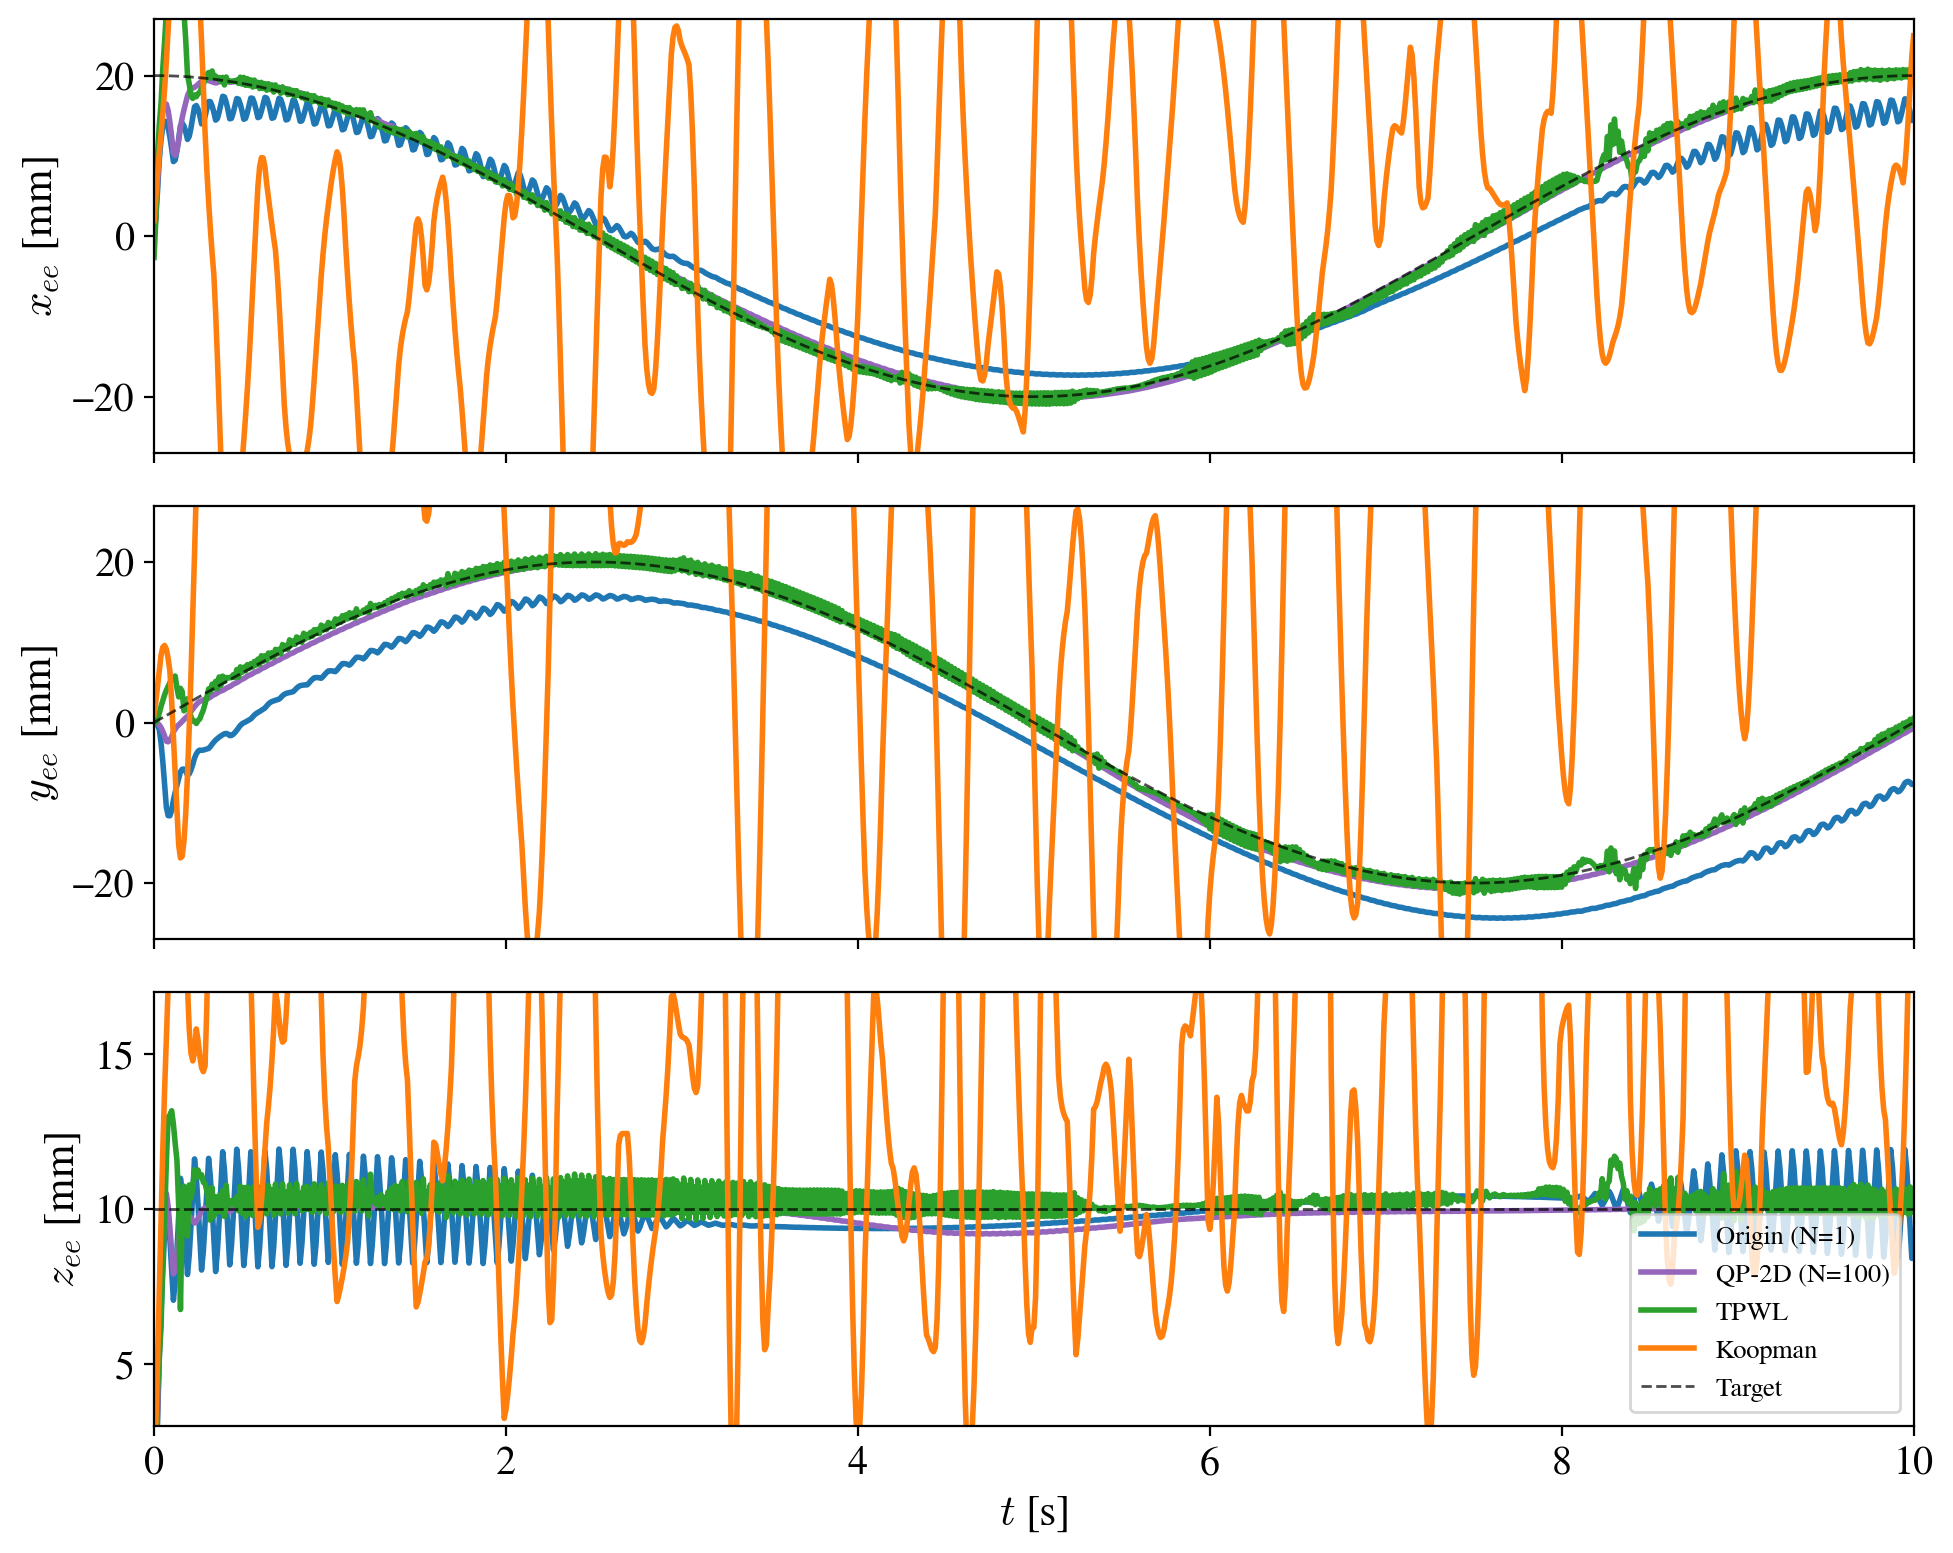 20
0
−20
x_ee [mm]
20
0
−20
y_ee [mm]
15
10
5
z_ee [mm]
Origin (N=1)
QP-2D (N=100)
TPWL
Koopman
Target
0 2 4 6 8 10
t [s]